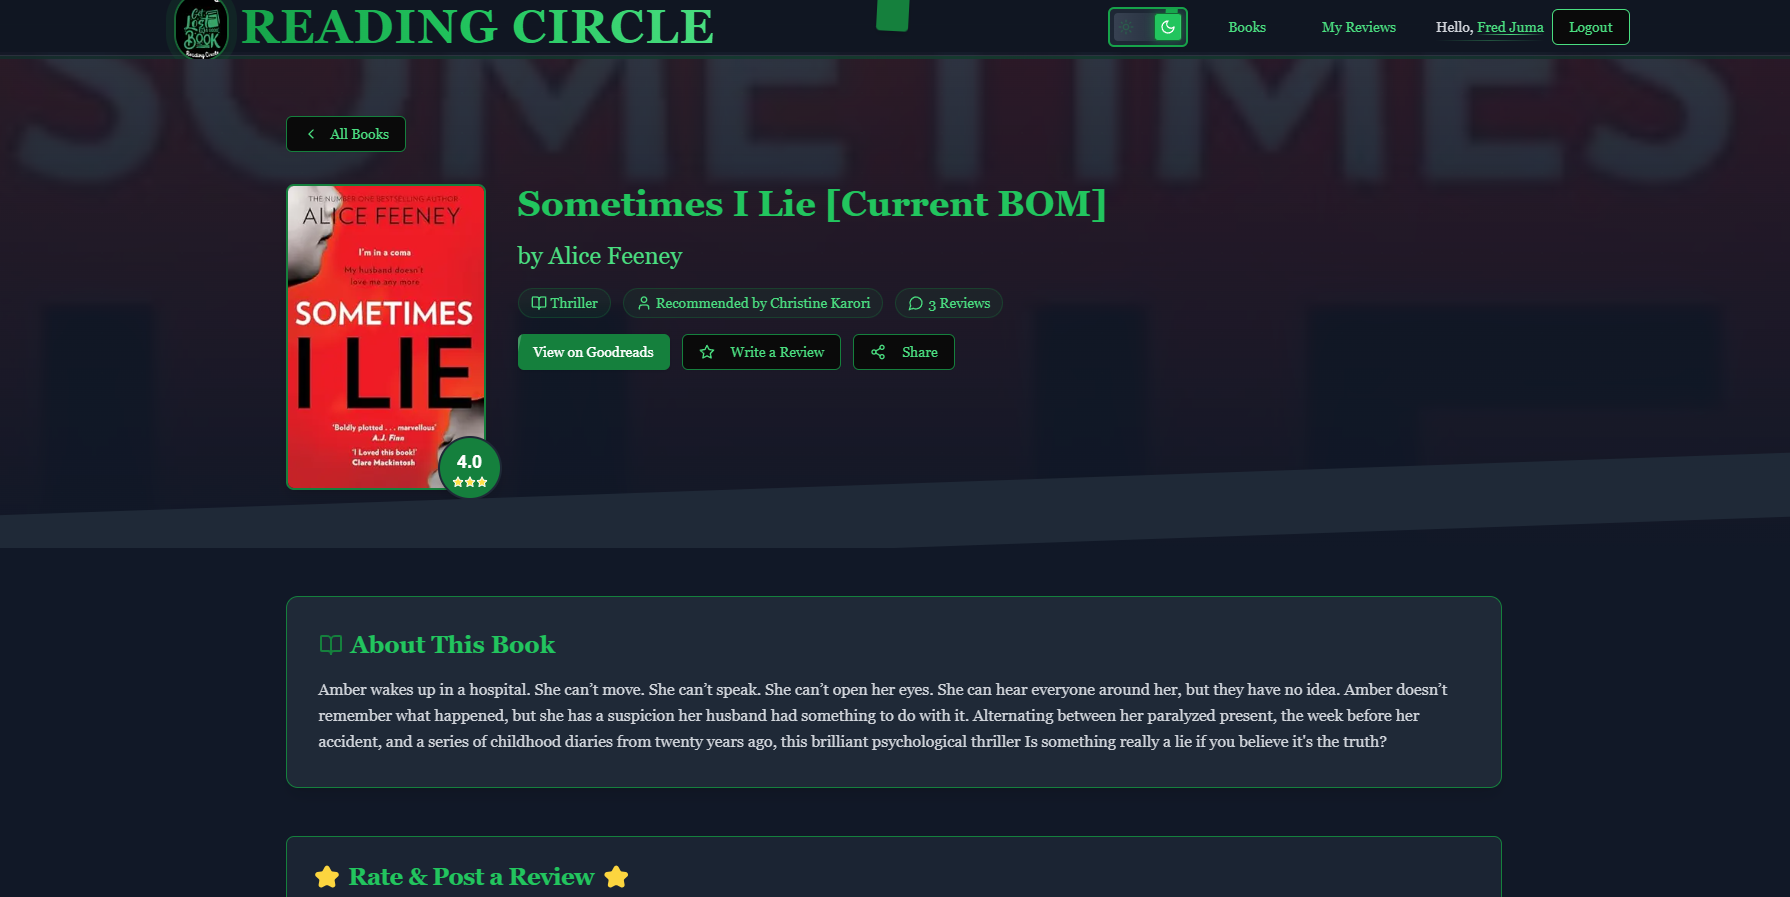 Get
Lost
in a good
BOOK
Reading Circle
READING CIRCLE
Books
My Reviews
Hello, Fred Juma
Logout
SOMETIMES
All Books
THE NUMBER ONE BESTSELLING AUTHOR
ALICE FEENEY
I'm in a coma
My husband doesn't
love me any more
SOMETIMES
I LIE
'Boldly plotted . . . marvellous'
A.J. Finn
'I Loved this book!'
Clare Mackintosh
4.0
Sometimes I Lie [Current BOM]
by Alice Feeney
Thriller
Recommended by Christine Karori
3 Reviews
View on Goodreads
Write a Review
Share
About This Book
Amber wakes up in a hospital. She can’t move. She can’t speak. She can’t open her eyes. She can hear everyone around her, but they have no idea. Amber doesn’t
remember what happened, but she has a suspicion her husband had something to do with it. Alternating between her paralyzed present, the week before her
accident, and a series of childhood diaries from twenty years ago, this brilliant psychological thriller Is something really a lie if you believe it's the truth?
Rate & Post a Review